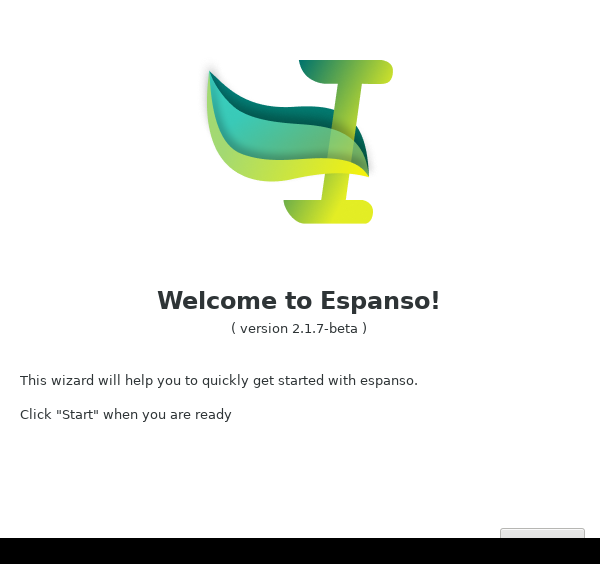 Welcome to Espanso!
( version 2.1.7-beta )
This wizard will help you to quickly get started with espanso.
Click "Start" when you are ready